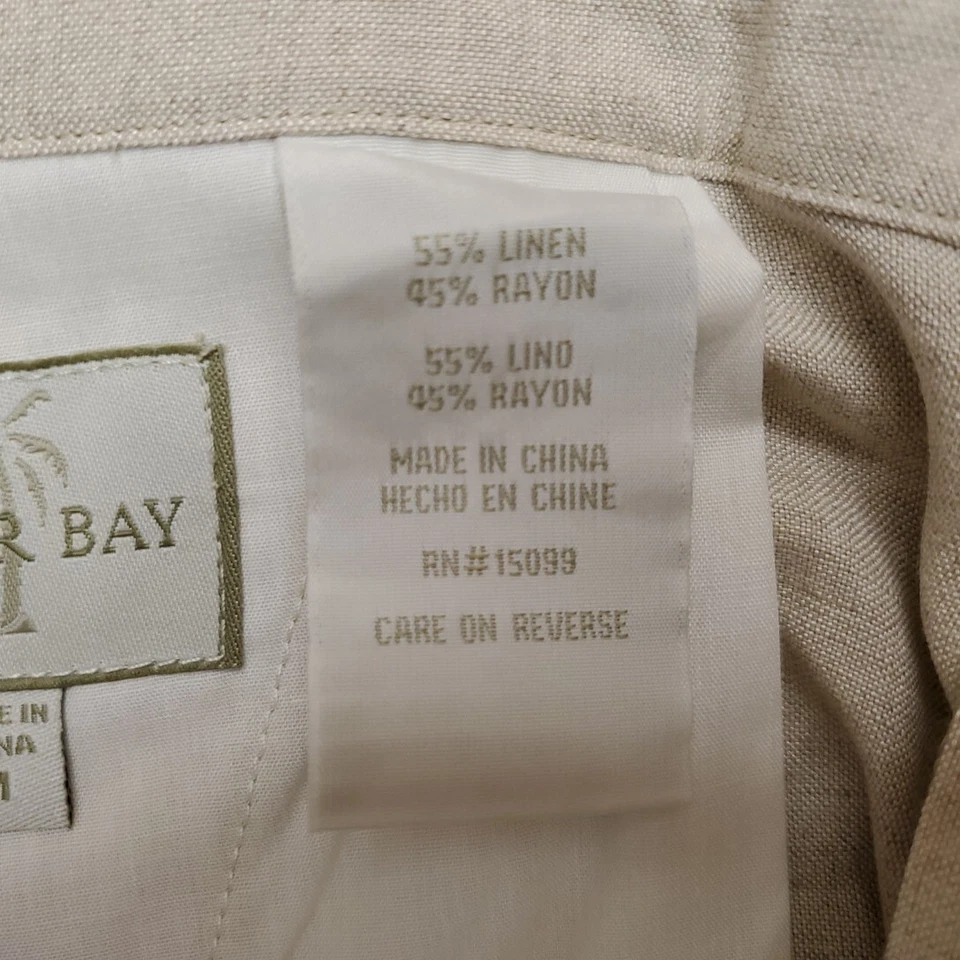 55% LINEN
45% RAYON
55% LINO
45% RAYON
MADE IN CHINA
HECHO EN CHINE
RN#15099
CARE ON REVERSE
R BAY
E IN
NA
M